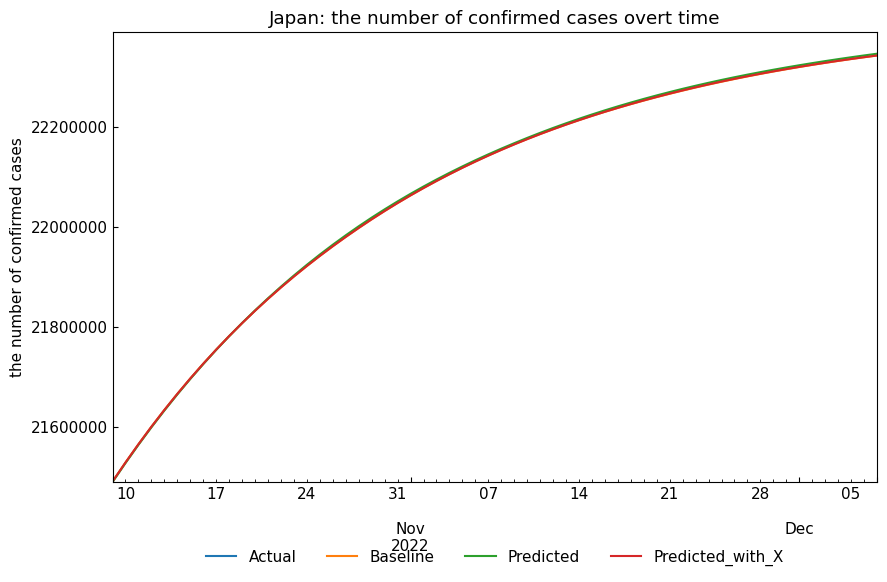 Japan: the number of confirmed cases overt time
the number of confirmed cases
22200000
22000000
21800000
21600000
10 17 24 31 07 14 21 28 05
Nov Dec
2022
Actual Baseline Predicted Predicted_with_X